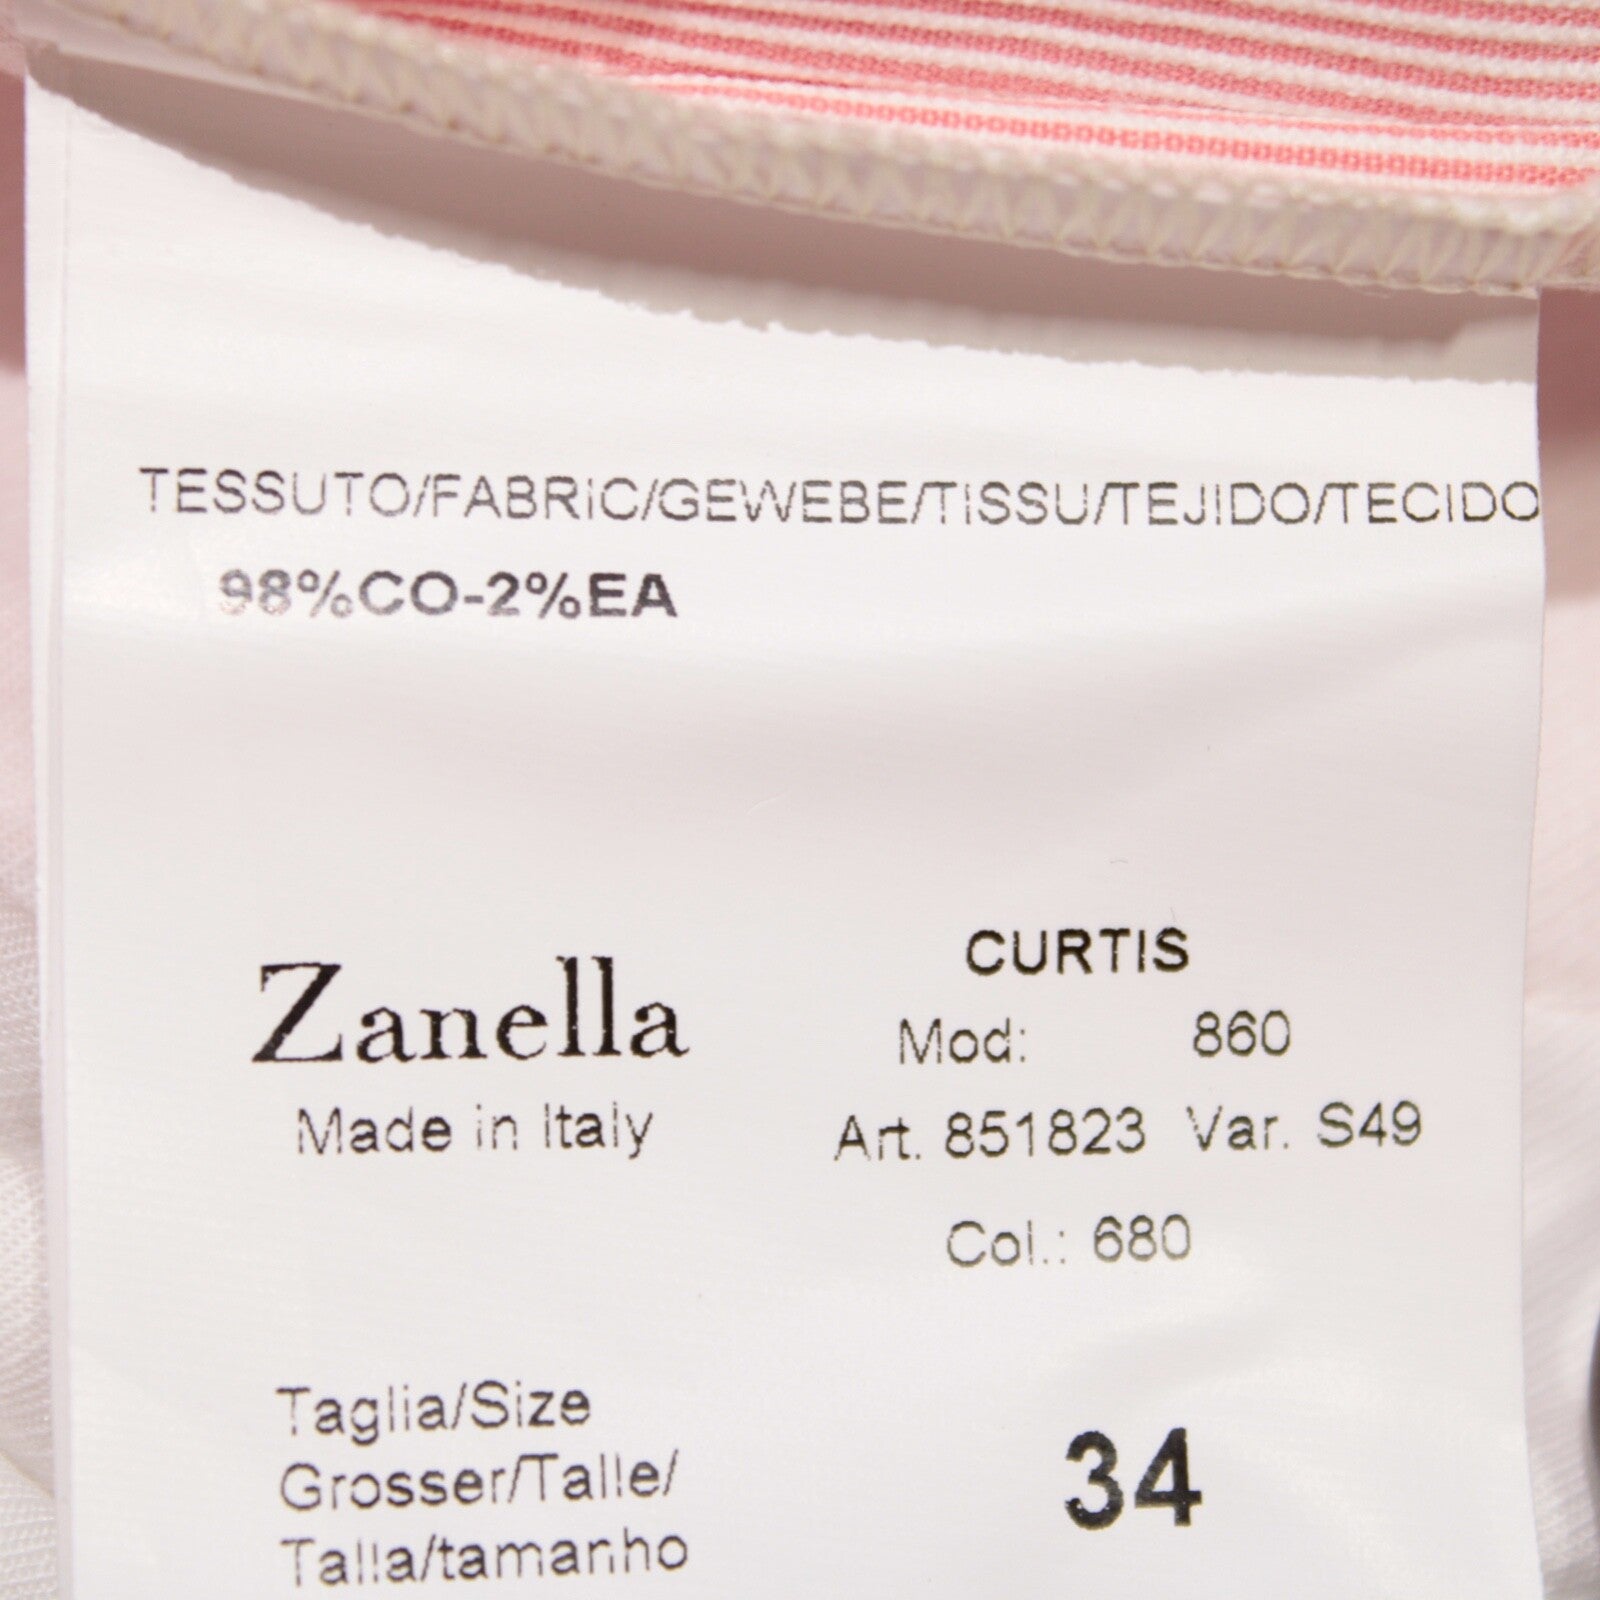 TESSUTO/FABRIC/GEWEBE/TISSU/TEJIDO/TECIDO
98%CO-2%EA
Zanella
Made in Italy
CURTIS
Mod: 860
Art. 851823 Var. S49
Col.: 680
Taglia/Size
Grosser/Talle/
Talla/tamanho
34